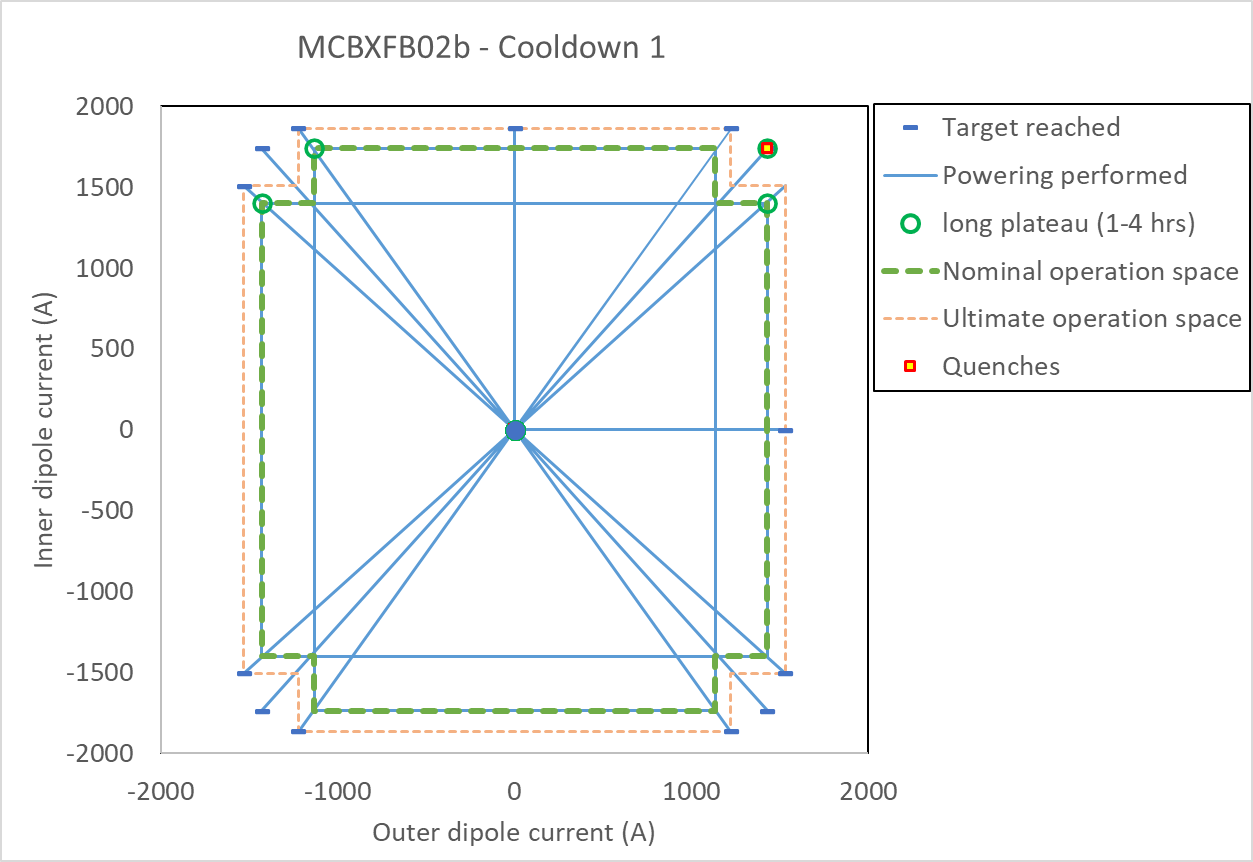 MCBXFB02b - Cooldown 1
2000
1500
1000
500
0
-500
-1000
-1500
-2000
-2000
-1000
0
1000
2000
Inner dipole current (A)
Outer dipole current (A)
Target reached
Powering performed
long plateau (1-4 hrs)
Nominal operation space
Ultimate operation space
Quenches